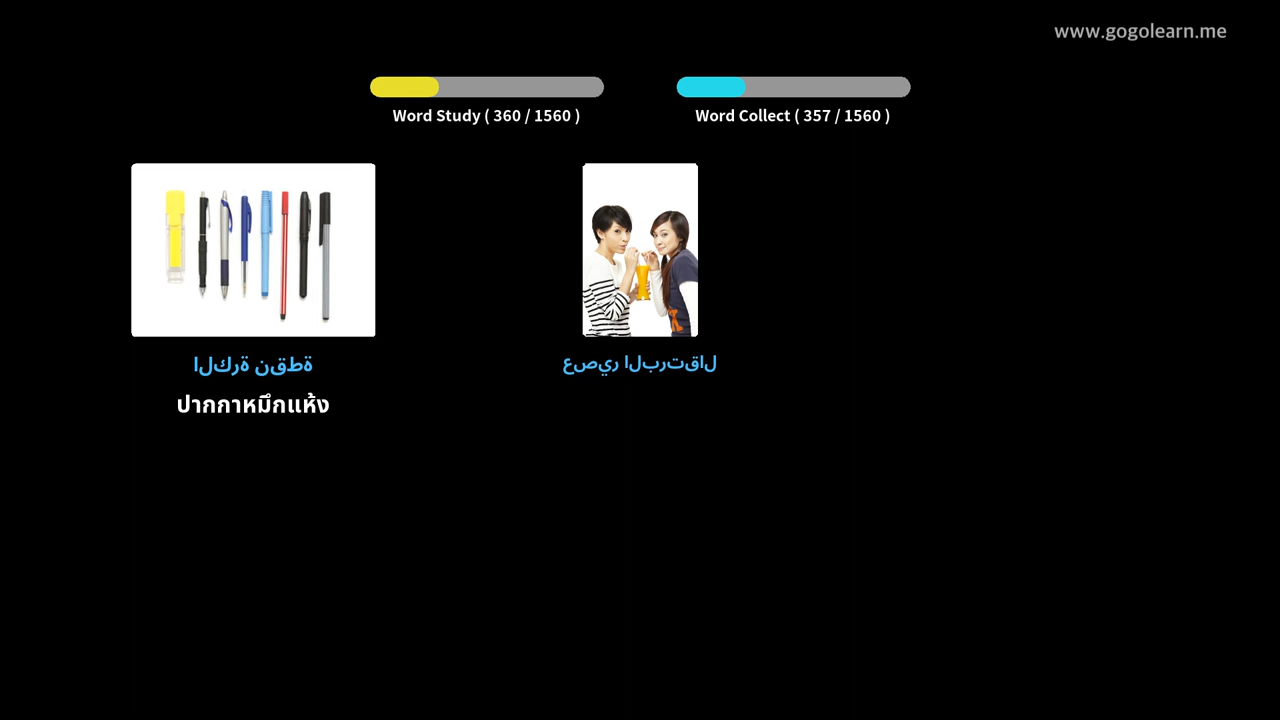 www.gogolearn.me
Word Study ( 360 / 1560 )
Word Collect ( 357 / 1560 )
الكرة نقطة
ปากกาหมึกแห้ง
عصير البرتقال